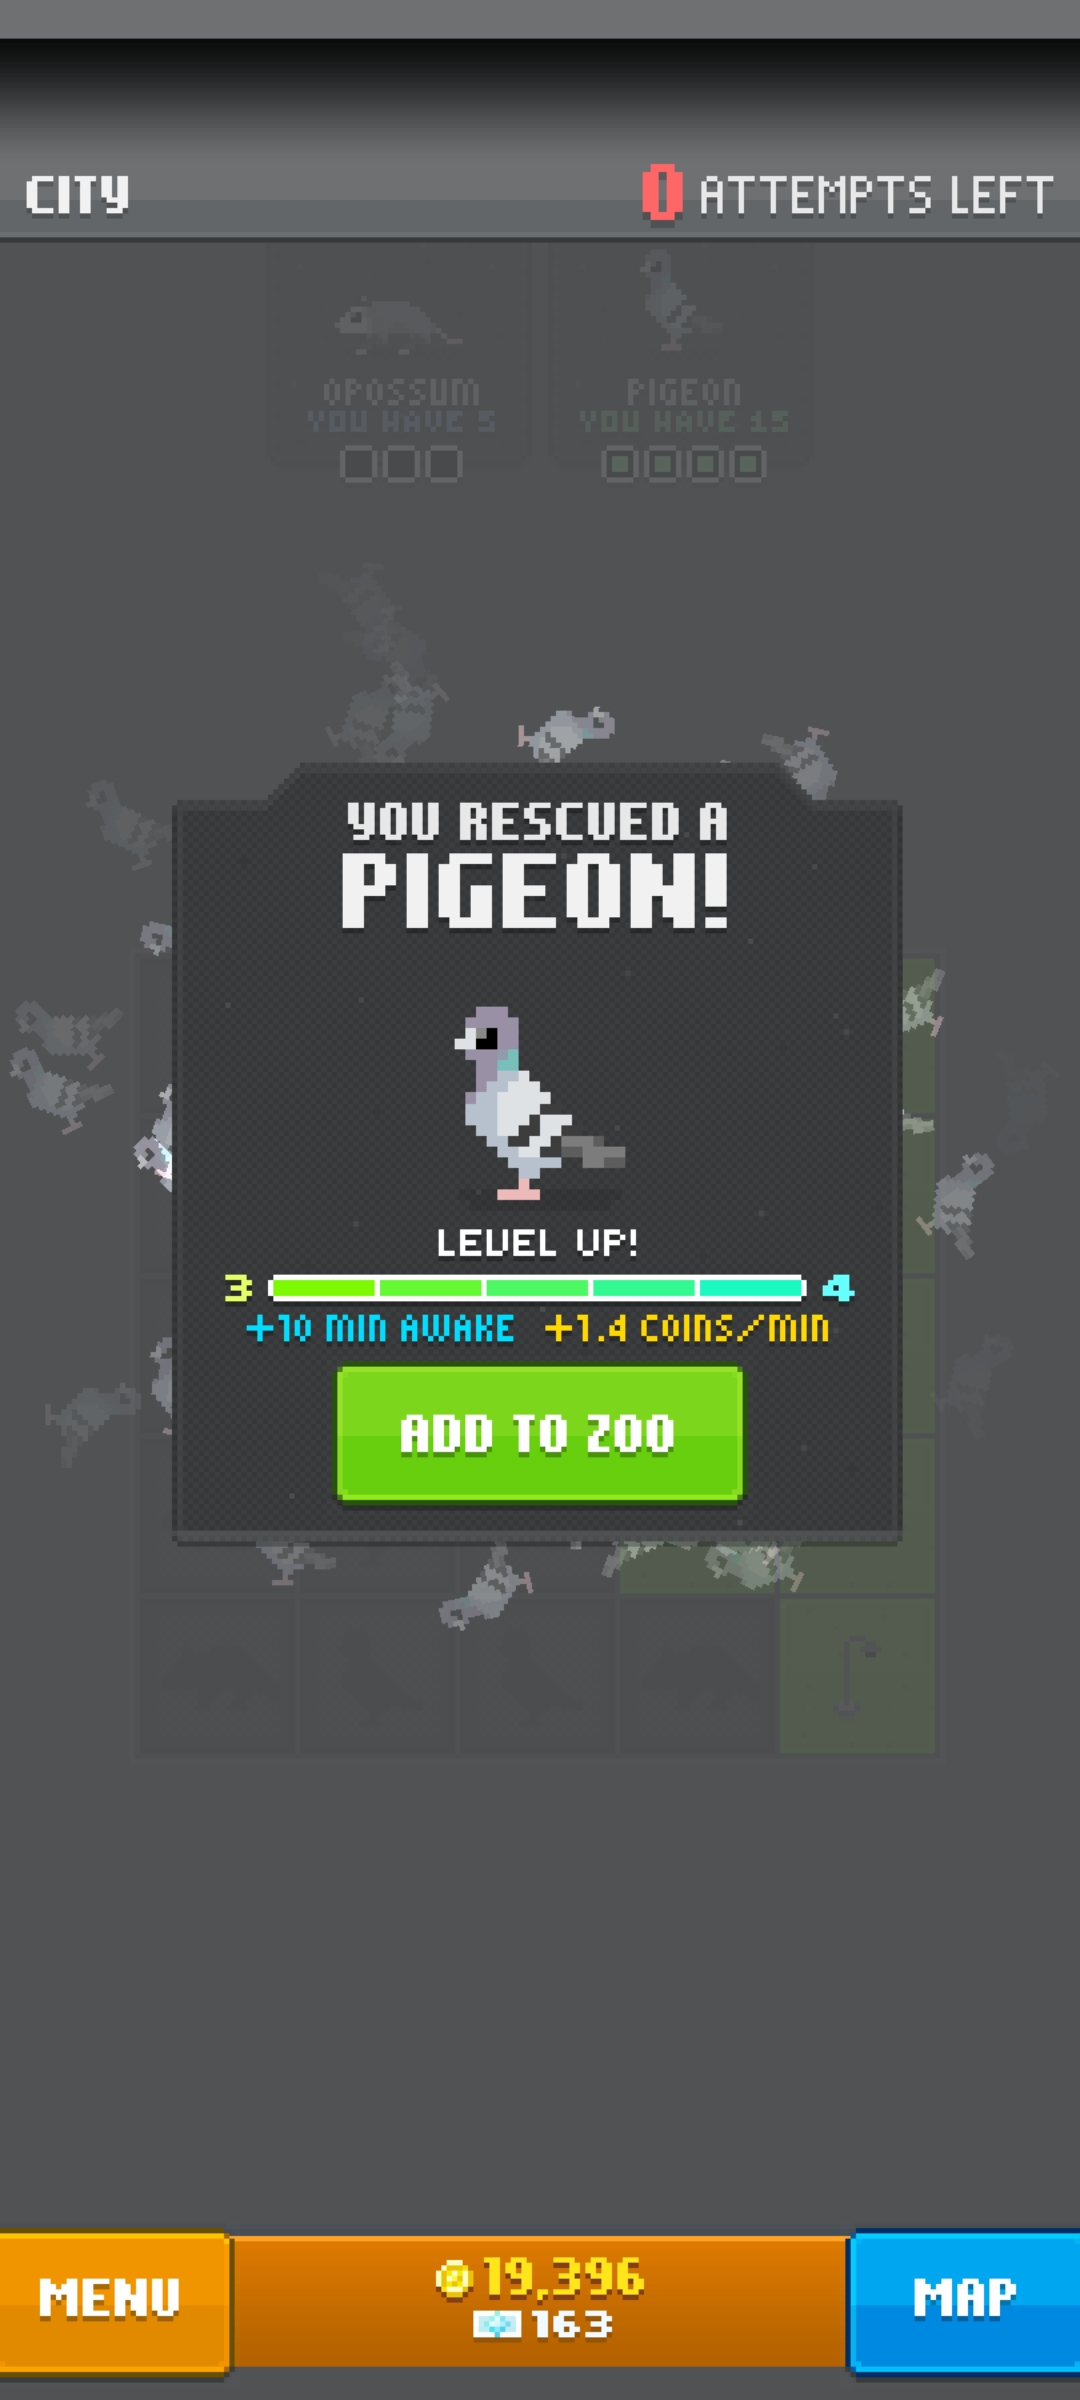 CITY
0 ATTEMPTS LEFT
OPOSSUM
YOU HAVE 5
PIGEON
YOU HAVE 15
YOU RESCUED A
PIGEON!
LEVEL UP!
3 4
+10 MIN AWAKE +1.4 COINS/MIN
ADD TO ZOO
MENU
19,396
163
MAP